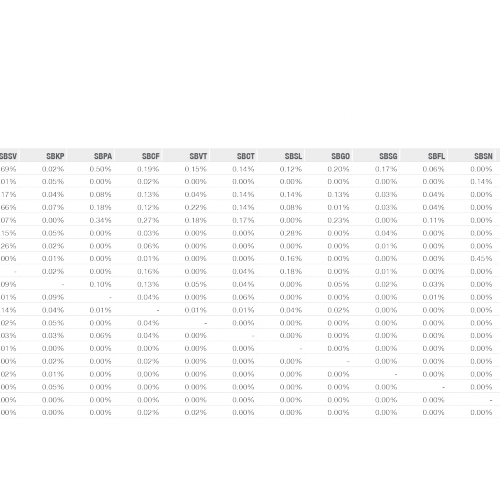 SBSV SBKP SBPA SBCF SBVT SBCT SBSL SBGO SBSG SBFL SBSN
.69% 0.02% 0.50% 0.19% 0.15% 0.14% 0.12% 0.20% 0.17% 0.06% 0.00%
.01% 0.05% 0.00% 0.02% 0.00% 0.00% 0.00% 0.00% 0.00% 0.00% 0.14%
.17% 0.04% 0.08% 0.13% 0.04% 0.14% 0.14% 0.13% 0.03% 0.04% 0.00%
.66% 0.07% 0.18% 0.12% 0.22% 0.14% 0.08% 0.01% 0.03% 0.04% 0.00%
.07% 0.00% 0.34% 0.27% 0.18% 0.17% 0.00% 0.23% 0.00% 0.11% 0.00%
.15% 0.05% 0.00% 0.03% 0.00% 0.00% 0.28% 0.00% 0.04% 0.00% 0.00%
.26% 0.02% 0.00% 0.06% 0.00% 0.00% 0.00% 0.00% 0.01% 0.00% 0.00%
.00% 0.01% 0.00% 0.01% 0.00% 0.00% 0.16% 0.00% 0.00% 0.00% 0.45%
- 0.02% 0.00% 0.16% 0.00% 0.04% 0.18% 0.00% 0.01% 0.00% 0.00%
.09% - 0.10% 0.13% 0.05% 0.04% 0.00% 0.05% 0.02% 0.03% 0.00%
.01% 0.09% - 0.04% 0.00% 0.06% 0.00% 0.00% 0.00% 0.01% 0.00%
.14% 0.04% 0.01% - 0.01% 0.01% 0.04% 0.02% 0.00% 0.00% 0.00%
.02% 0.05% 0.00% 0.04% - 0.00% 0.00% 0.00% 0.00% 0.00% 0.00%
.03% 0.03% 0.06% 0.04% 0.00% - 0.00% 0.00% 0.00% 0.00% 0.00%
.01% 0.00% 0.00% 0.00% 0.00% 0.00% - 0.00% 0.00% 0.00% 0.00%
.00% 0.02% 0.00% 0.02% 0.00% 0.00% 0.00% - 0.00% 0.00% 0.00%
.02% 0.01% 0.00% 0.00% 0.00% 0.00% 0.00% 0.00% - 0.00% 0.00%
.00% 0.05% 0.00% 0.00% 0.00% 0.00% 0.00% 0.00% 0.00% - 0.00%
.00% 0.00% 0.00% 0.00% 0.00% 0.00% 0.00% 0.00% 0.00% 0.00% -
.00% 0.00% 0.00% 0.02% 0.02% 0.00% 0.00% 0.00% 0.00% 0.00% 0.00%